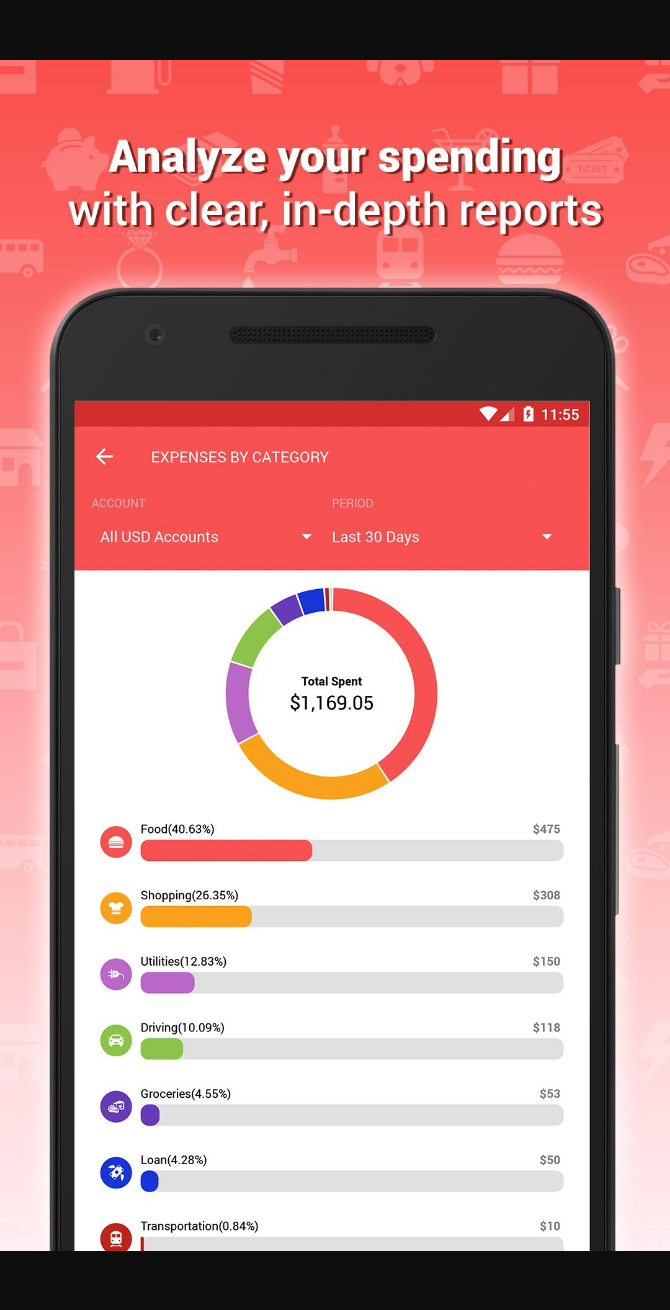 TICKET
Analyze your spending
with clear, in-depth reports
11:55
EXPENSES BY CATEGORY
ACCOUNT PERIOD
All USD Accounts Last 30 Days
Total Spent
$1,169.05
Food(40.63%) $475
Shopping(26.35%) $308
Utilities(12.83%) $150
Driving(10.09%) $118
Groceries(4.55%) $53
Loan(4.28%) $50
Transportation(0.84%) $10